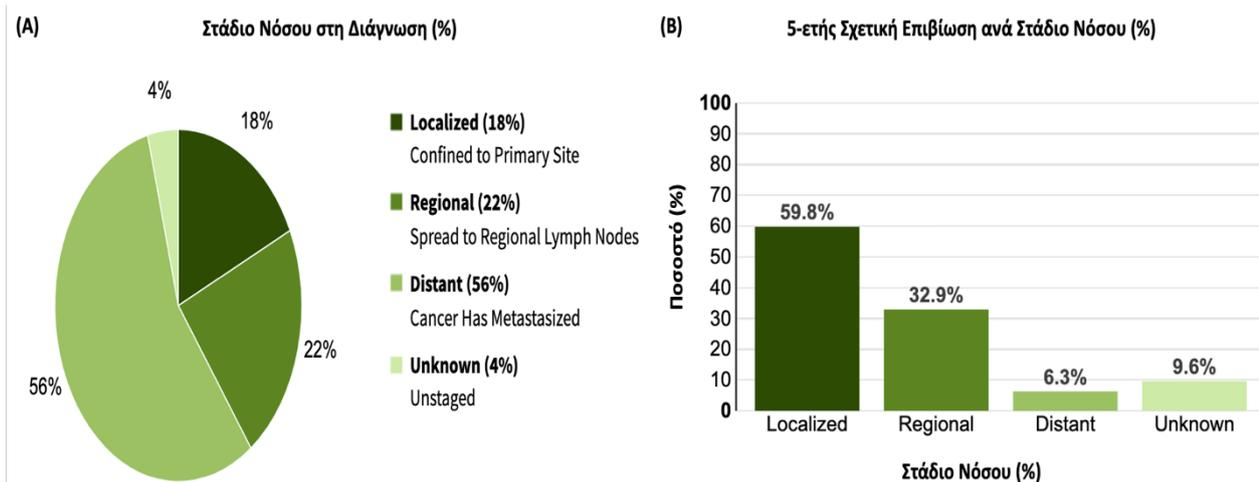 (A)
Στάδιο Νόσου στη Διάγνωση (%)
4%
18%
22%
56%
Localized (18%)
Confined to Primary Site
Regional (22%)
Spread to Regional Lymph Nodes
Distant (56%)
Cancer Has Metastasized
Unknown (4%)
Unstaged
(B)
5-ετής Σχετική Επιβίωση ανά Στάδιο Νόσου (%)
Ποσοστό (%)
100
90
80
70
60
50
40
30
20
10
0
59.8%
32.9%
6.3%
9.6%
Localized
Regional
Distant
Unknown
Στάδιο Νόσου (%)